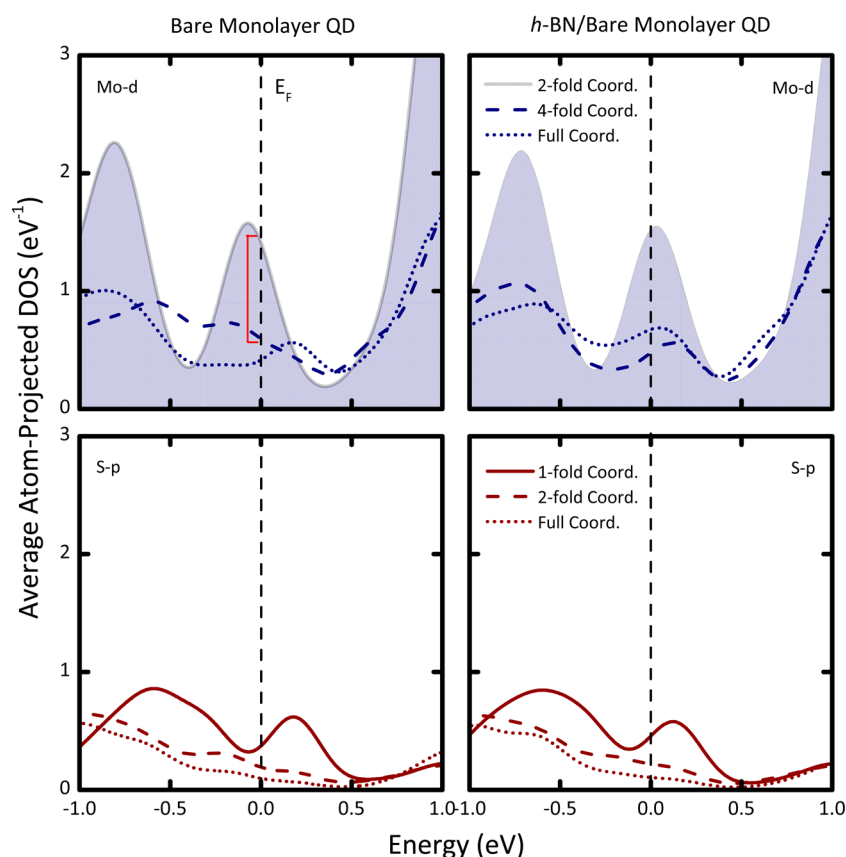 Bare Monolayer QD
h-BN/Bare Monolayer QD
Average Atom-Projected DOS (eV⁻¹)
3
2
1
0
Mo-d
E_F
2-fold Coord.
4-fold Coord.
Full Coord.
Mo-d
3
2
1
0
S-p
1-fold Coord.
2-fold Coord.
Full Coord.
S-p
-1.0 -0.5 0.0 0.5 1.0
-1.0 -0.5 0.0 0.5 1.0
Energy (eV)